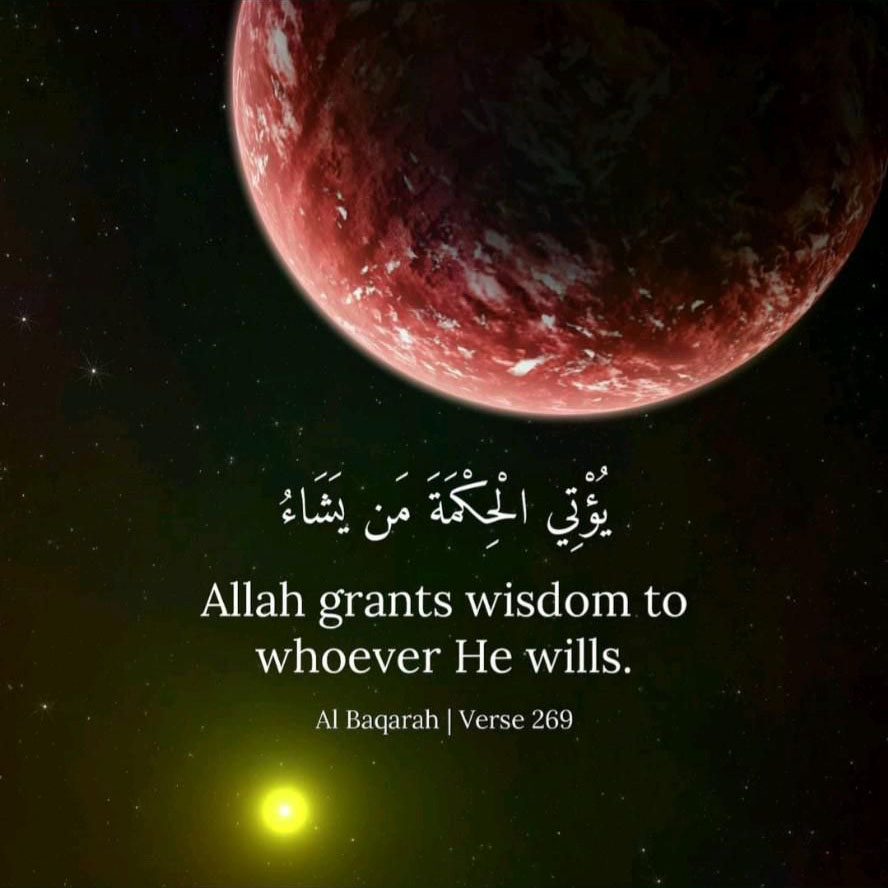 يُؤْتِي الْحِكْمَةَ مَن يَشَاءُ
Allah grants wisdom to
whoever He wills.
Al Baqarah | Verse 269